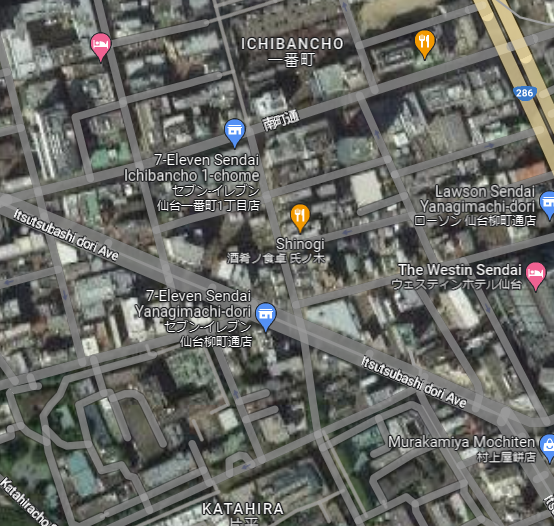 ICHIBANCHO
一番町
286
南町通
7-Eleven Sendai
Ichibancho 1-chome
セブン-イレブン
仙台一番町1丁目店
Lawson Sendai
Yanagimachi-dori
ローソン 仙台柳町通店
Itsutsubashi dori Ave
Shinogi
酒肴ノ食卓 氏ノ木
The Westin Sendai
ウェスティンホテル仙台
7-Eleven Sendai
Yanagimachi-dori
セブン-イレブン
仙台柳町通店
Itsutsubashi dori Ave
Murakamiya Mochiten
村上屋餅店
Katahiracho
KATAHIRA
片平